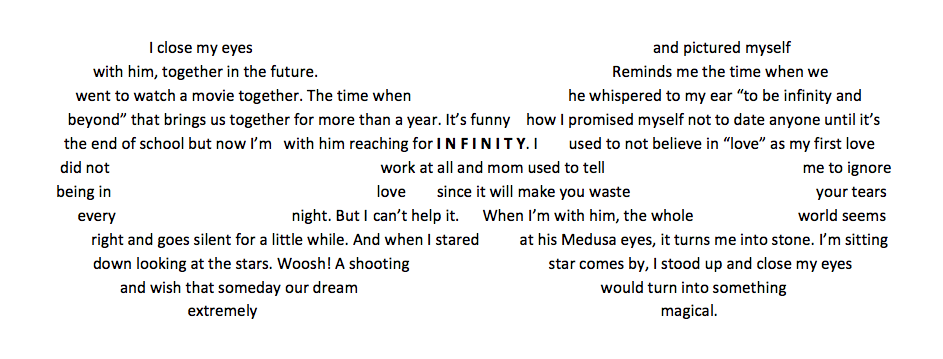 I close my eyes and pictured myself
with him, together in the future. Reminds me the time when we
went to watch a movie together. The time when he whispered to my ear “to be infinity and
beyond” that brings us together for more than a year. It’s funny how I promised myself not to date anyone until it’s
the end of school but now I’m with him reaching for I N F I N I T Y. I used to not believe in “love” as my first love
did not work at all and mom used to tell me to ignore
being in love since it will make you waste your tears
every night. But I can’t help it. When I’m with him, the whole world seems
right and goes silent for a little while. And when I stared at his Medusa eyes, it turns me into stone. I’m sitting
down looking at the stars. Woosh! A shooting star comes by, I stood up and close my eyes
and wish that someday our dream would turn into something
extremely magical.